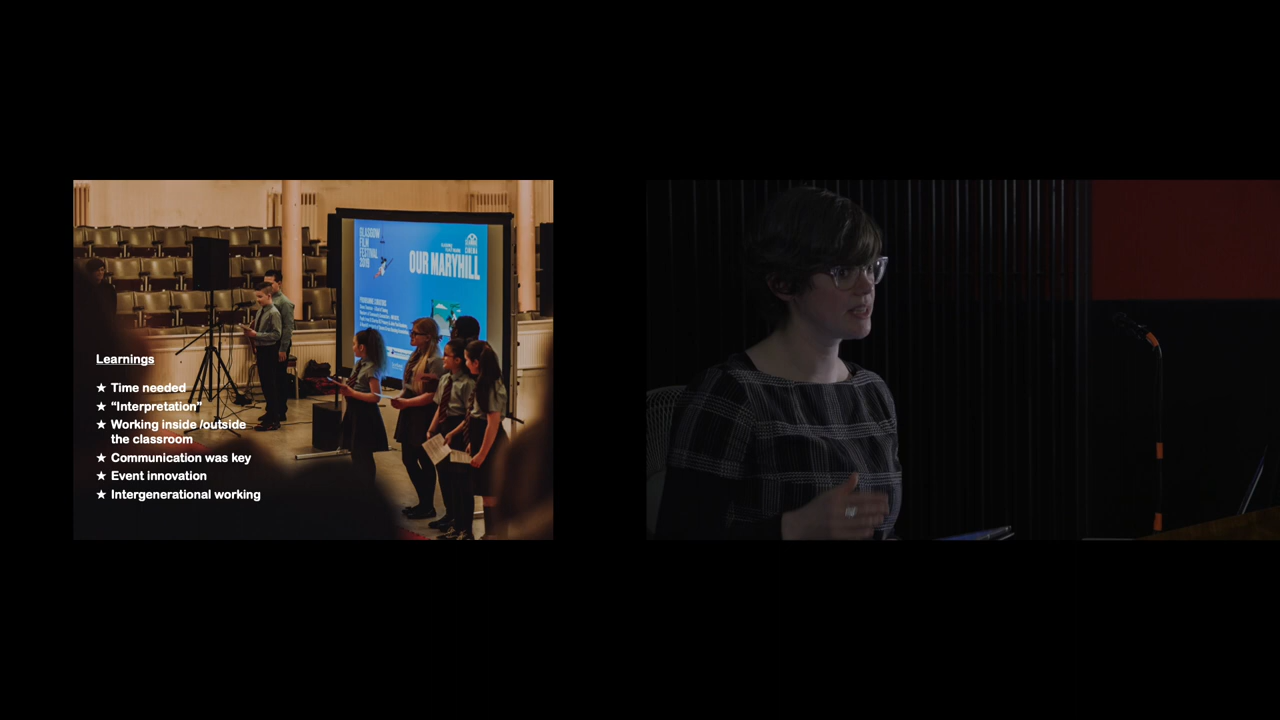 Learnings
★ Time needed
★ “Interpretation”
★ Working inside /outside
the classroom
★ Communication was key
★ Event innovation
★ Intergenerational working
GLASGOW
FILM
FESTIVAL
2019
CINEMA
OUR MARYHILL